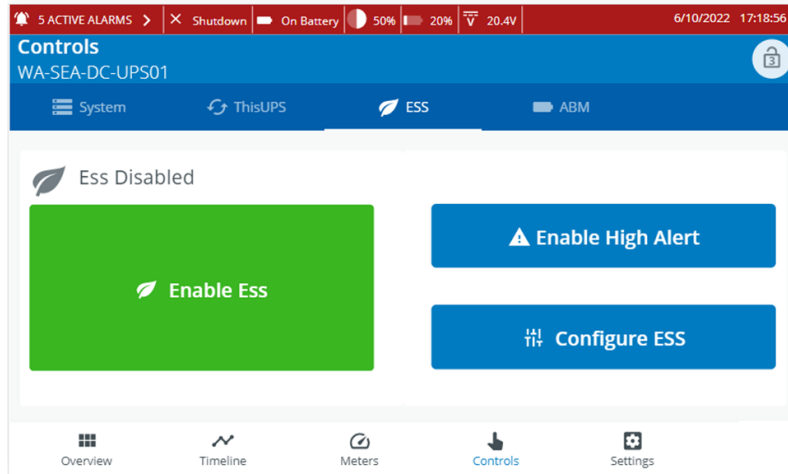 5 ACTIVE ALARMS Shutdown On Battery 50% 20% V 20.4V 6/10/2022 17:18:56
Controls
WA-SEA-DC-UPS01
3
System ThisUPS ESS ABM
Ess Disabled
Enable Ess
Enable High Alert
Configure ESS
Overview Timeline Meters Controls Settings